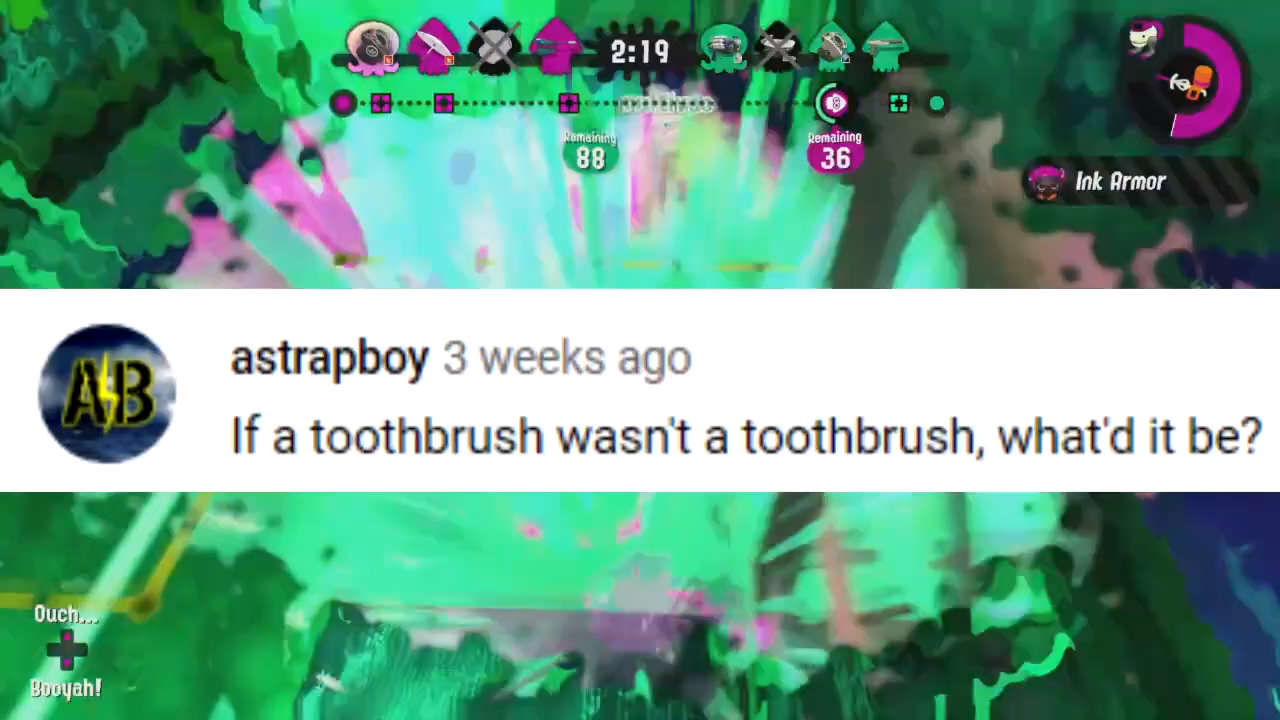 2:19
Remaining
88
Remaining
36
Ink Armor
AB
astrapboy 3 weeks ago
If a toothbrush wasn't a toothbrush, what'd it be?
Ouch...
Booyah!